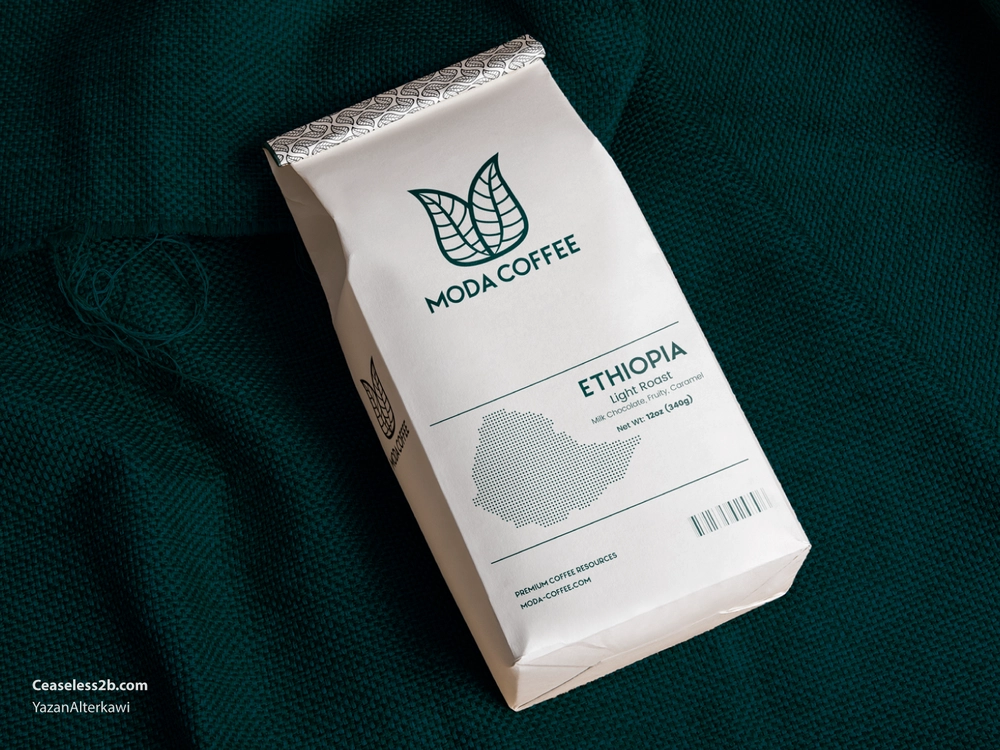 MODA COFFEE
ETHIOPIA
Light Roast
Milk Chocolate, Fruity, Caramel
Net Wt: 12oz (340g)
MODA COFFEE
PREMIUM COFFEE RESOURCES
MODA-COFFEE.COM
Ceaseless2b.com
YazanAlterkawi